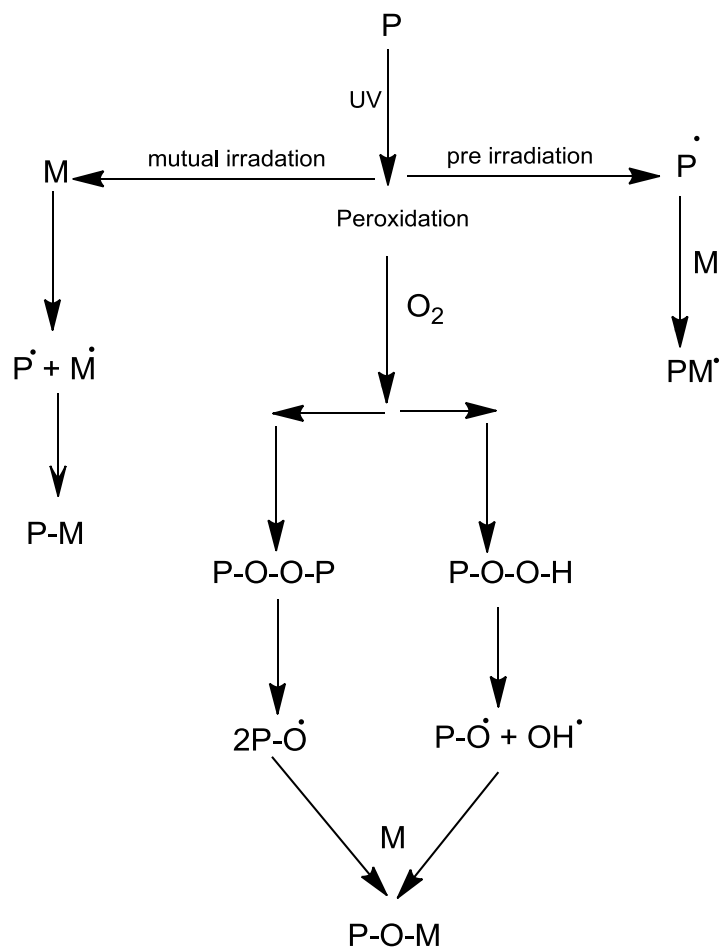 P
UV
mutual irradation
pre irradiation
M
P•
Peroxidation
M
O₂
P• + M•
PM•
P-M
P-O-O-P
P-O-O-H
2P-O•
P-O• + OH•
M
P-O-M